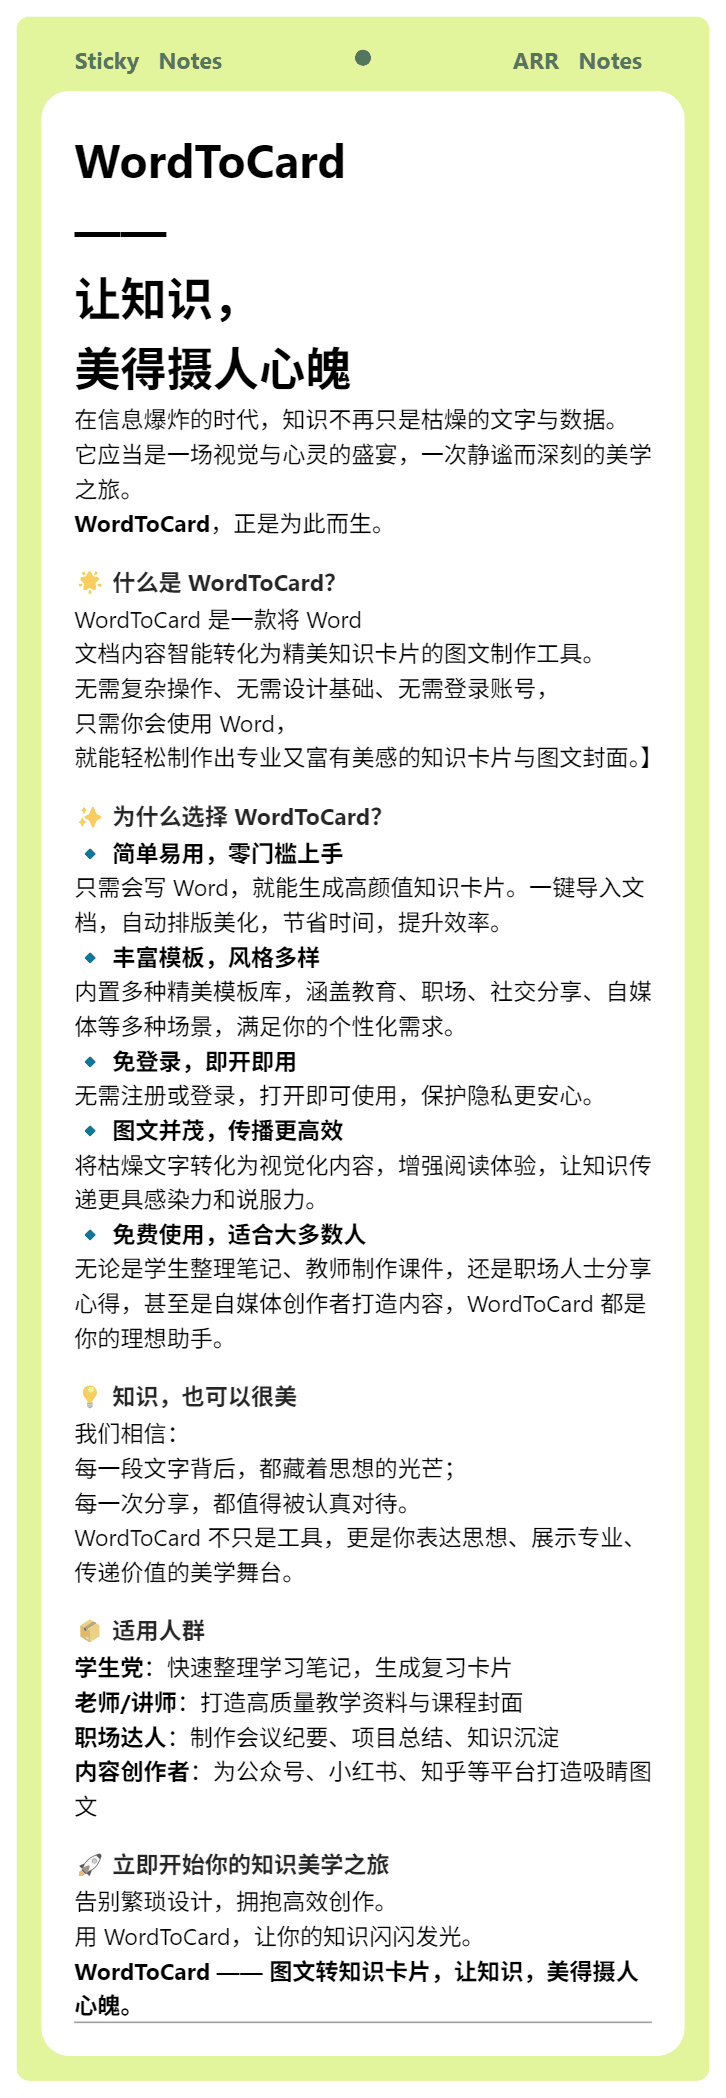 Sticky Notes
ARR Notes
WordToCard
——
让知识，
美得摄人心魄
在信息爆炸的时代，知识不再只是枯燥的文字与数据。
它应当是一场视觉与心灵的盛宴，一次静谧而深刻的美学
之旅。
WordToCard，正是为此而生。
🌟 什么是 WordToCard？
WordToCard 是一款将 Word
文档内容智能转化为精美知识卡片的图文制作工具。
无需复杂操作、无需设计基础、无需登录账号，
只需你会使用 Word，
就能轻松制作出专业又富有美感的知识卡片与图文封面。】
✨ 为什么选择 WordToCard？
🔹 简单易用，零门槛上手
只需会写 Word，就能生成高颜值知识卡片。一键导入文
档，自动排版美化，节省时间，提升效率。
🔹 丰富模板，风格多样
内置多种精美模板库，涵盖教育、职场、社交分享、自媒
体等多种场景，满足你的个性化需求。
🔹 免登录，即开即用
无需注册或登录，打开即可使用，保护隐私更安心。
🔹 图文并茂，传播更高效
将枯燥文字转化为视觉化内容，增强阅读体验，让知识传
递更具感染力和说服力。
🔹 免费使用，适合大多数人
无论是学生整理笔记、教师制作课件，还是职场人士分享
心得，甚至是自媒体创作者打造内容，WordToCard 都是
你的理想助手。
💡 知识，也可以很美
我们相信：
每一段文字背后，都藏着思想的光芒；
每一次分享，都值得被认真对待。
WordToCard 不只是工具，更是你表达思想、展示专业、
传递价值的美学舞台。
📦 适用人群
学生党：快速整理学习笔记，生成复习卡片
老师/讲师：打造高质量教学资料与课程封面
职场达人：制作会议纪要、项目总结、知识沉淀
内容创作者：为公众号、小红书、知乎等平台打造吸睛图
文
🚀 立即开始你的知识美学之旅
告别繁琐设计，拥抱高效创作。
用 WordToCard，让你的知识闪闪发光。
WordToCard —— 图文转知识卡片，让知识，美得摄人
心魄。